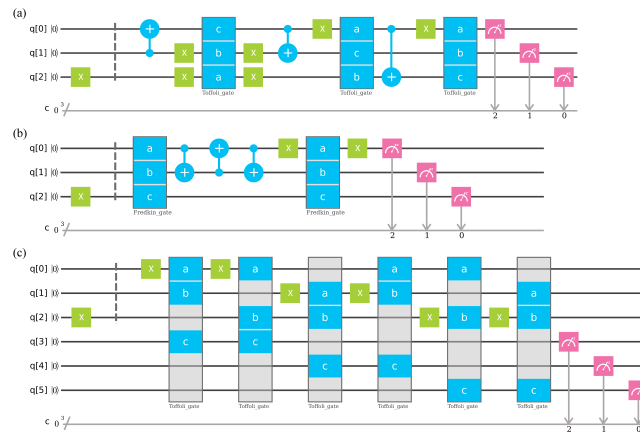 (a)
q[0] |0⟩ + c + X a X a
q[1] |0⟩ X b X + c b
q[2] |0⟩ X X a X b + c
Toffoli_gate Toffoli_gate Toffoli_gate
c 0 3 2 1 0
(b)
q[0] |0⟩ a + X a X
q[1] |0⟩ b + + b
q[2] |0⟩ X c c
Fredkin_gate Fredkin_gate
c 0 3 2 1 0
(c)
q[0] |0⟩ X a X a a a
q[1] |0⟩ b X a X b a
q[2] |0⟩ X b b X b X b
q[3] |0⟩ c c
q[4] |0⟩ c c
q[5] |0⟩ c c
Toffoli_gate Toffoli_gate Toffoli_gate Toffoli_gate Toffoli_gate Toffoli_gate
c 0 3 2 1 0